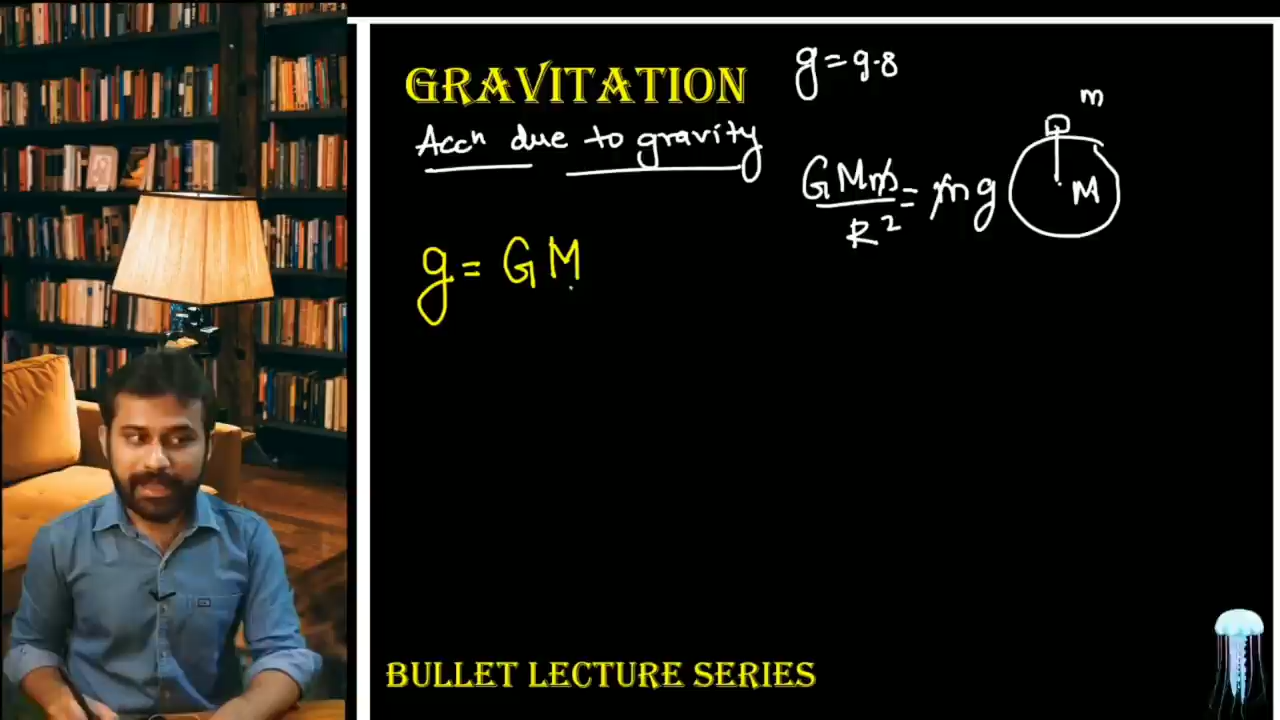 GRAVITATION
g = 9.8
Accn due to gravity
m
GMm/R² = mg
M
g = GM
BULLET LECTURE SERIES